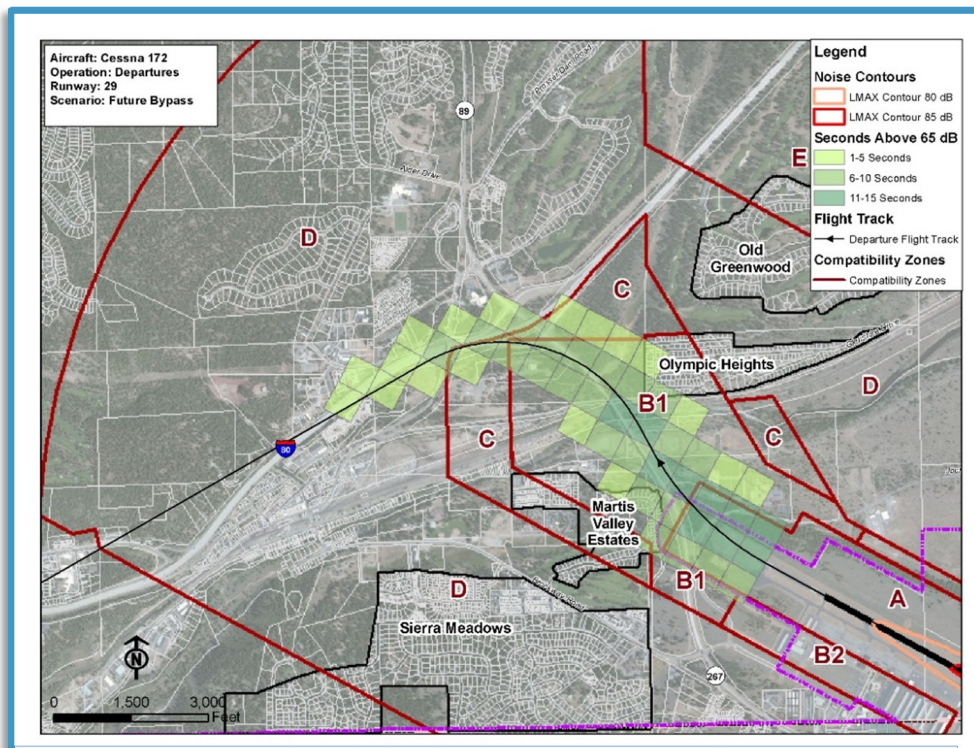 Aircraft: Cessna 172
Operation: Departures
Runway: 29
Scenario: Future Bypass
Legend
Noise Contours
LMAX Contour 80 dB
LMAX Contour 85 dB
Seconds Above 65 dB
1-5 Seconds
6-10 Seconds
11-15 Seconds
Flight Track
Departure Flight Track
Compatibility Zones
Compatibility Zones
89
Alder Drive
E
D
Old
Greenwood
C
Olympic Heights
D
B1
C
C
80
Martis
Valley
Estates
B1
A
D
Sierra Meadows
B2
N
267
0 1,500 3,000
Feet